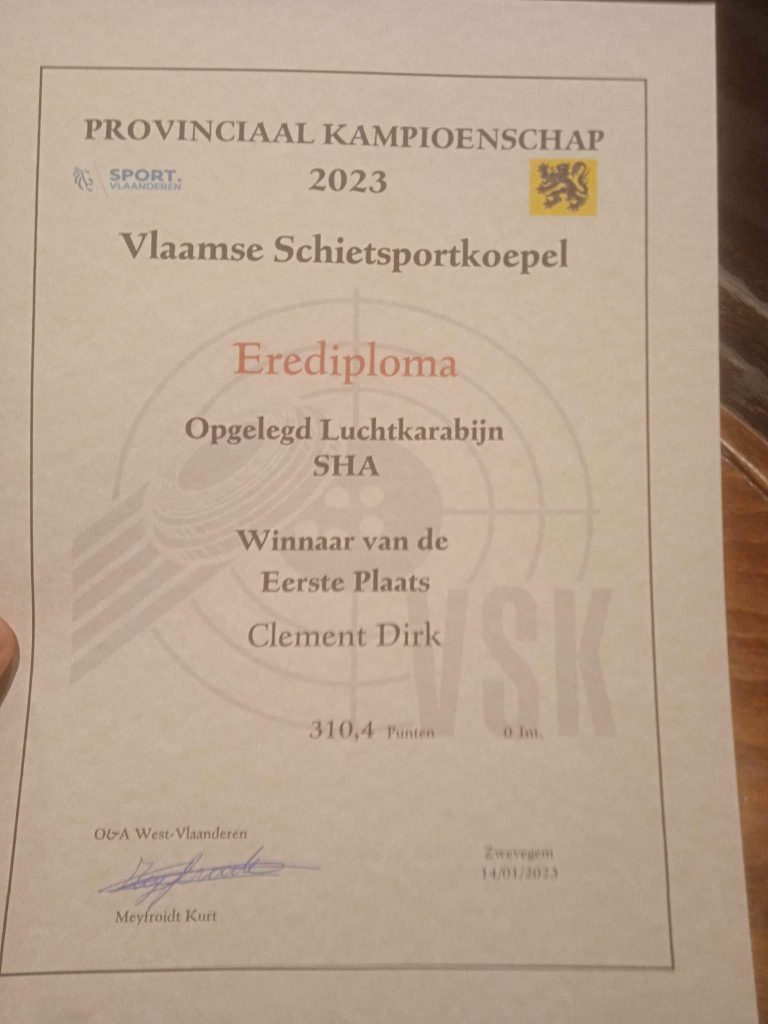 PROVINCIAAL KAMPIOENSCHAP
2023
SPORT.
VLAANDEREN
Vlaamse Schietsportkoepel
Erediploma
Opgelegd Luchtkarabijn
SHA
Winnaar van de
Eerste Plaats
Clement Dirk
VSK
310,4 Punten 0 Int.
O&A West-Vlaanderen
Meyfroidt Kurt
Zwevegem
14/01/2023